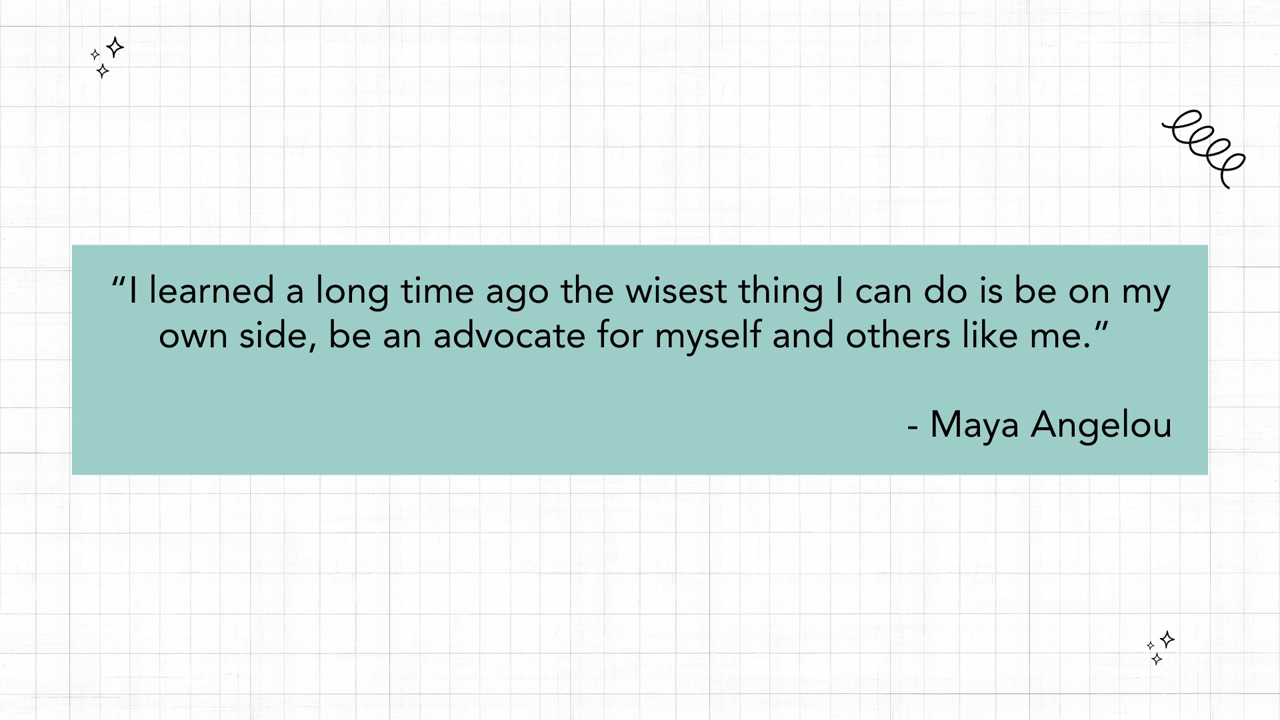 “I learned a long time ago the wisest thing I can do is be on my
own side, be an advocate for myself and others like me.”
- Maya Angelou